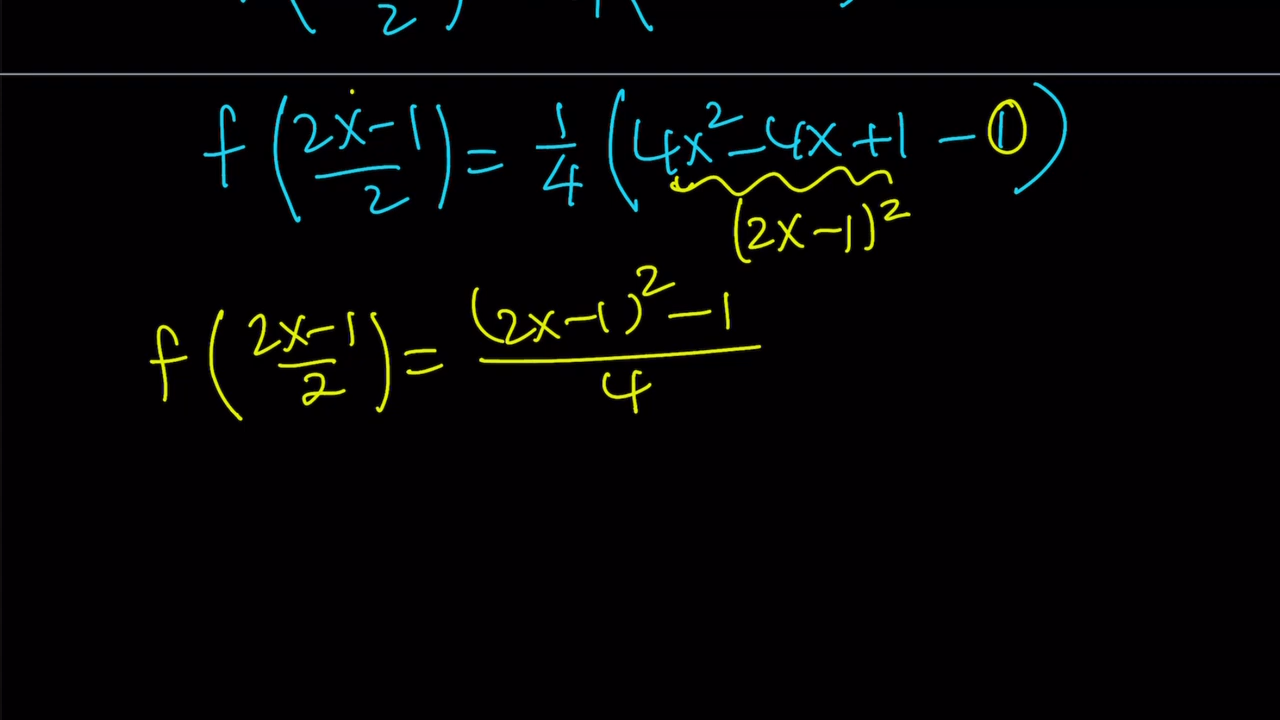 f((2x-1)/2) = 1/4 (4x² - 4x + 1 - 1)
(2x-1)²
f((2x-1)/2) = ((2x-1)² - 1)/4